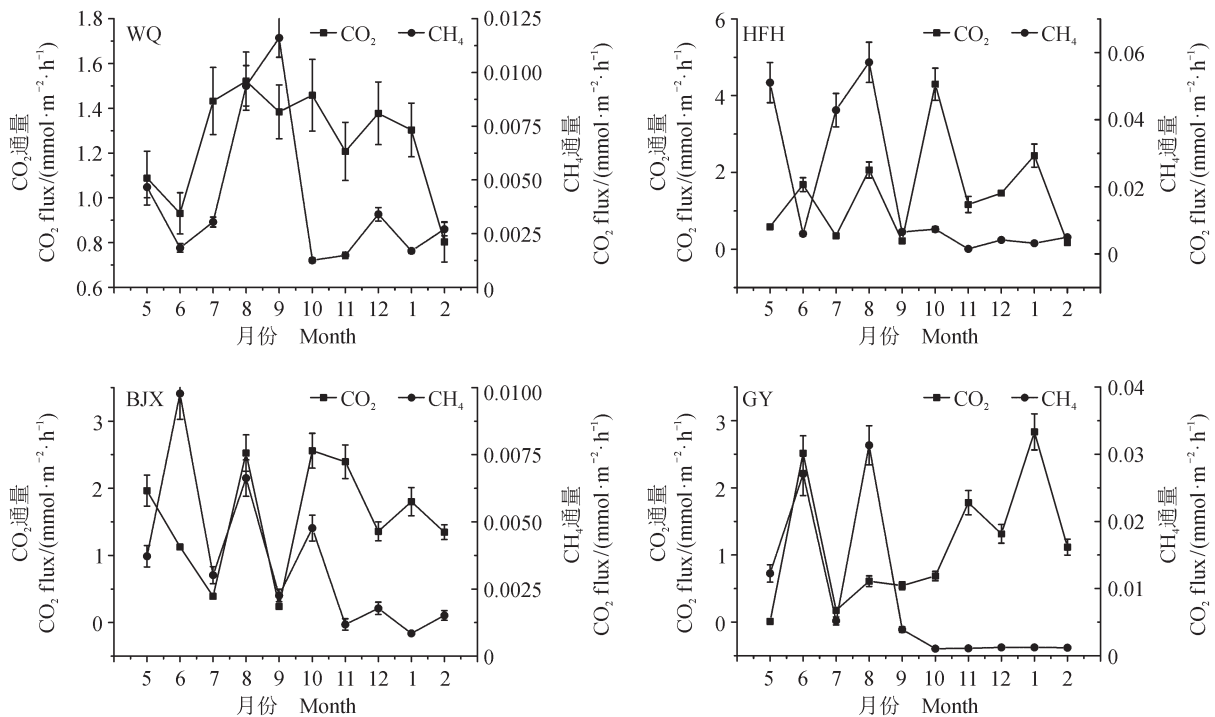 WQ
CO₂
CH₄
1.8
1.6
1.4
1.2
1.0
0.8
0.6
CO₂通量
CO₂ flux/(mmol·m⁻²·h⁻¹)
0.0125
0.0100
0.0075
0.0050
0.0025
0
CH₄通量
CO₂ flux/(mmol·m⁻²·h⁻¹)
5 6 7 8 9 10 11 12 1 2
月份 Month
HFH
CO₂
CH₄
6
4
2
0
CO₂通量
CO₂ flux/(mmol·m⁻²·h⁻¹)
0.06
0.04
0.02
0
CH₄通量
CO₂ flux/(mmol·m⁻²·h⁻¹)
5 6 7 8 9 10 11 12 1 2
月份 Month
BJX
CO₂
CH₄
3
2
1
0
CO₂通量
CO₂ flux/(mmol·m⁻²·h⁻¹)
0.0100
0.0075
0.0050
0.0025
0
CH₄通量
CO₂ flux/(mmol·m⁻²·h⁻¹)
5 6 7 8 9 10 11 12 1 2
月份 Month
GY
CO₂
CH₄
3
2
1
0
CO₂通量
CO₂ flux/(mmol·m⁻²·h⁻¹)
0.04
0.03
0.02
0.01
0
CH₄通量
CO₂ flux/(mmol·m⁻²·h⁻¹)
5 6 7 8 9 10 11 12 1 2
月份 Month